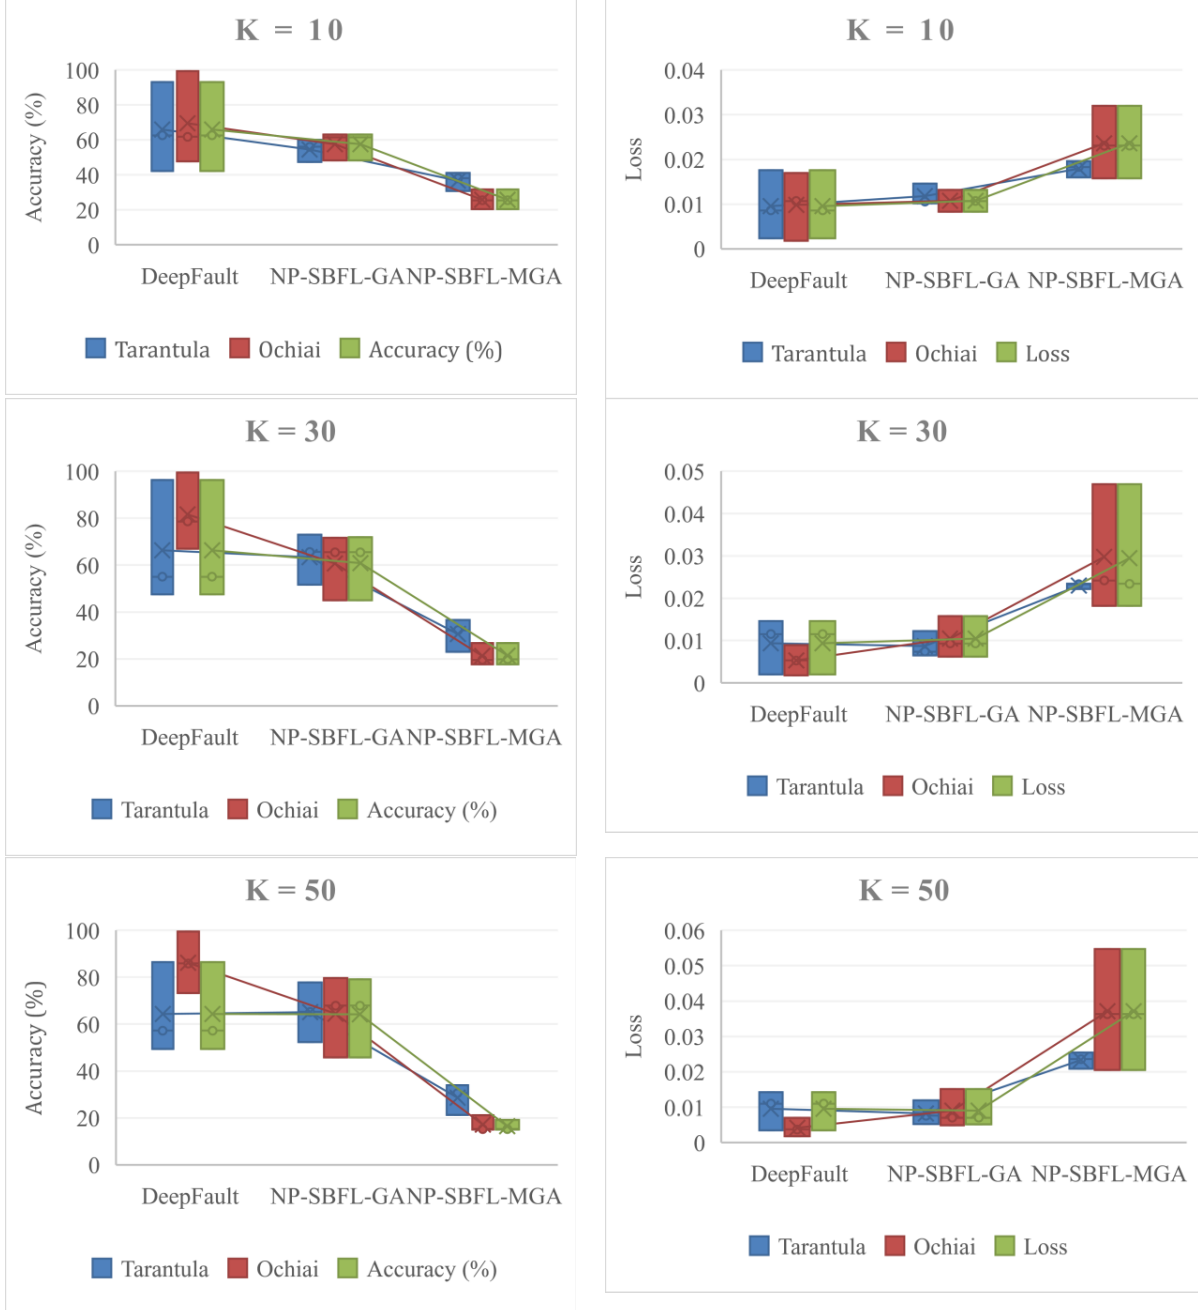 K = 10
100
80
60
40
20
0
Accuracy (%)
DeepFault NP-SBFL-GA NP-SBFL-MGA
Tarantula Ochiai Accuracy (%)
K = 10
0.04
0.03
0.02
0.01
0
Loss
DeepFault NP-SBFL-GA NP-SBFL-MGA
Tarantula Ochiai Loss
K = 30
100
80
60
40
20
0
Accuracy (%)
DeepFault NP-SBFL-GA NP-SBFL-MGA
Tarantula Ochiai Accuracy (%)
K = 30
0.05
0.04
0.03
0.02
0.01
0
Loss
DeepFault NP-SBFL-GA NP-SBFL-MGA
Tarantula Ochiai Loss
K = 50
100
80
60
40
20
0
Accuracy (%)
DeepFault NP-SBFL-GA NP-SBFL-MGA
Tarantula Ochiai Accuracy (%)
K = 50
0.06
0.05
0.04
0.03
0.02
0.01
0
Loss
DeepFault NP-SBFL-GA NP-SBFL-MGA
Tarantula Ochiai Loss